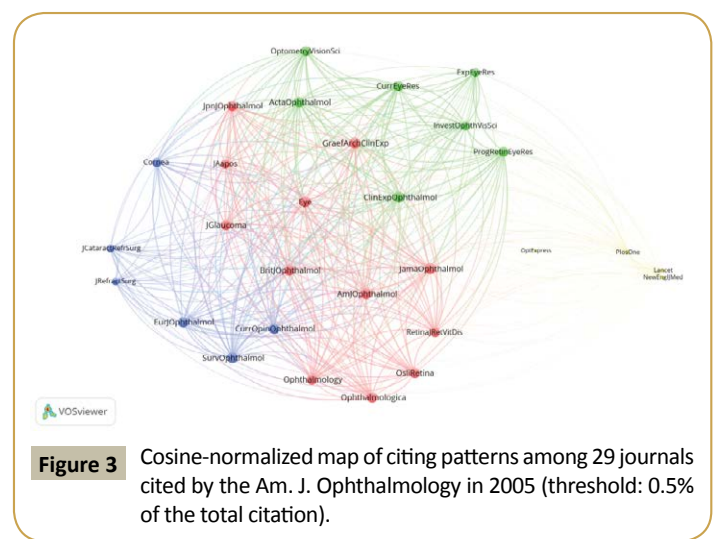 OptometryVisionSci
ExpEyeRes
CurrEyeRes
JpnJOphthalmol
ActaOphthalmol
InvestOphthVisSci
GraefArchClinExp
ProgRetinEyeRes
Cornea
JAapos
ClinExpOphthalmol
Eye
JGlaucoma
JCataractRefrSurg
OptExpress
PlosOne
BritJOphthalmol
JamaOphthalmol
Lancet
NewEnglJMed
JRefractSurg
AmJOphthalmol
EurJOphthalmol
CurrOpinOphthalmol
RetinaJRetVitDis
SurvOphthalmol
OsliRetina
Ophthalmology
Ophthalmologica
VOSviewer
Figure 3 Cosine-normalized map of citing patterns among 29 journals
cited by the Am. J. Ophthalmology in 2005 (threshold: 0.5%
of the total citation).